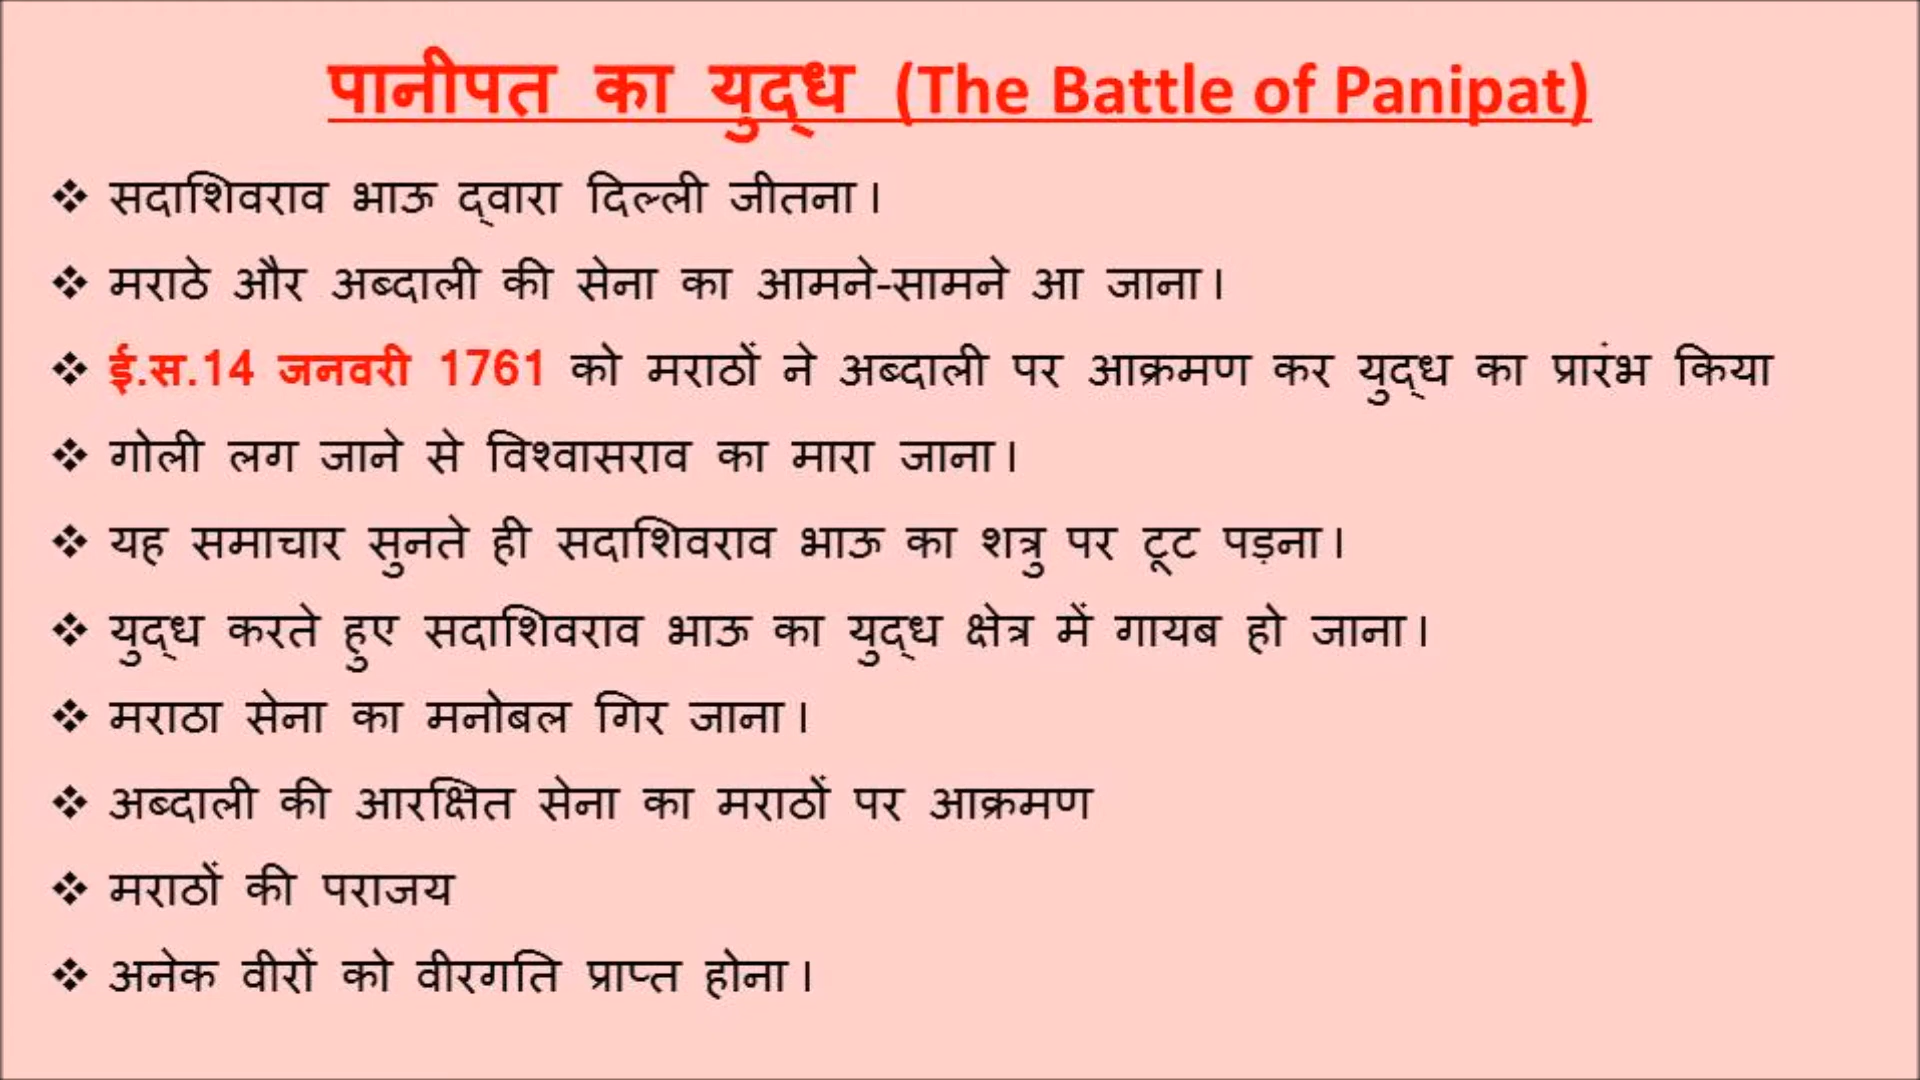 पानीपत का युद्ध (The Battle of Panipat)
❖ सदाशिवराव भाऊ द्वारा दिल्ली जीतना।
❖ मराठे और अब्दाली की सेना का आमने-सामने आ जाना।
❖ ई.स.14 जनवरी 1761 को मराठों ने अब्दाली पर आक्रमण कर युद्ध का प्रारंभ किया
❖ गोली लग जाने से विश्वासराव का मारा जाना।
❖ यह समाचार सुनते ही सदाशिवराव भाऊ का शत्रु पर टूट पड़ना।
❖ युद्ध करते हुए सदाशिवराव भाऊ का युद्ध क्षेत्र में गायब हो जाना।
❖ मराठा सेना का मनोबल गिर जाना।
❖ अब्दाली की आरक्षित सेना का मराठों पर आक्रमण
❖ मराठों की पराजय
❖ अनेक वीरों को वीरगति प्राप्त होना।